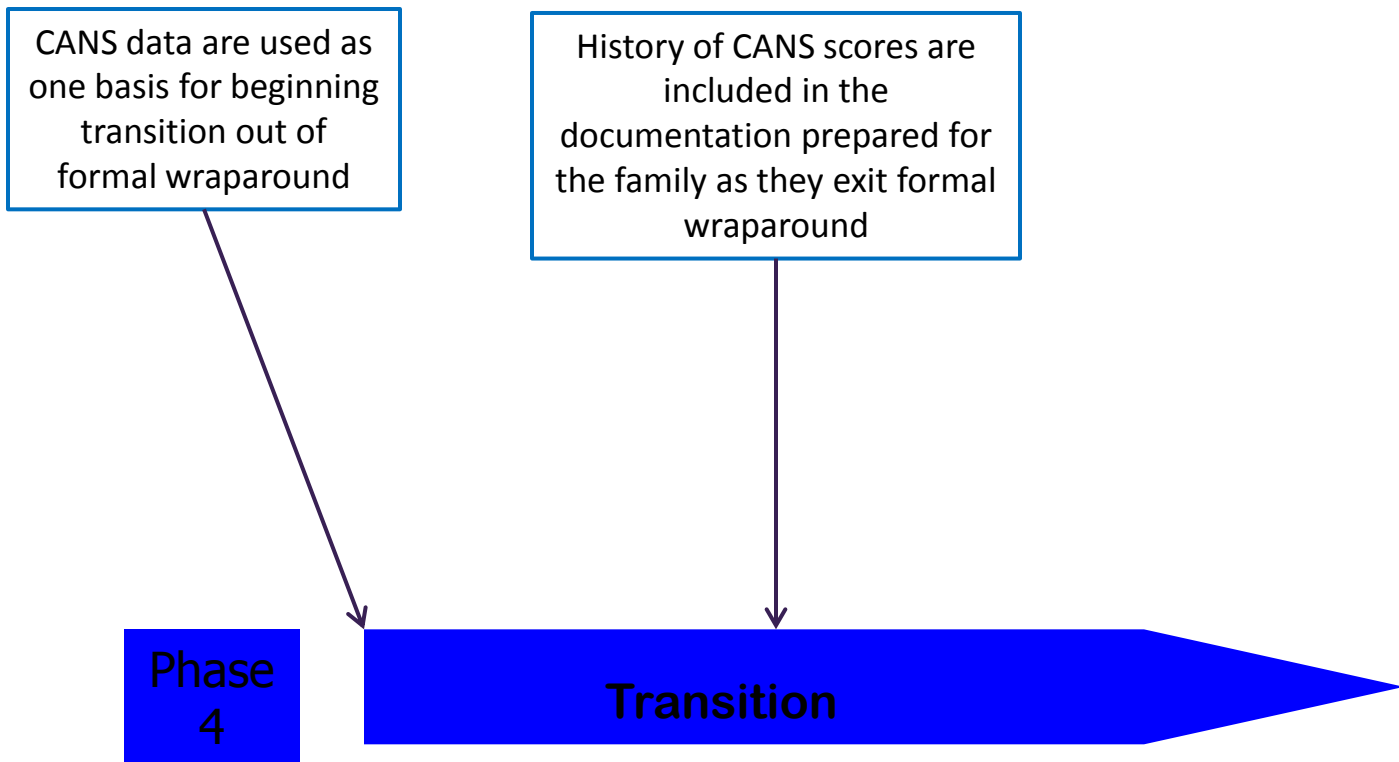 CANS data are used as
one basis for beginning
transition out of
formal wraparound
History of CANS scores are
included in the
documentation prepared for
the family as they exit formal
wraparound
Phase
4
Transition